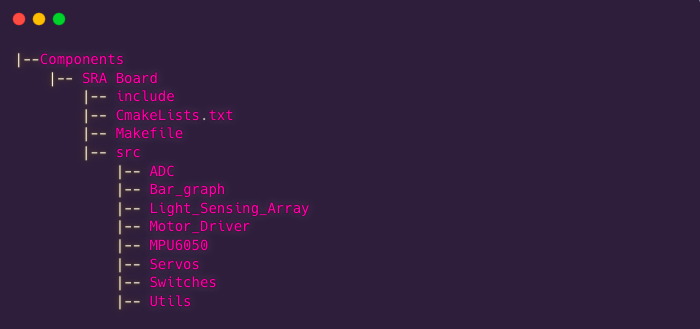 |--Components
    |-- SRA Board
        |-- include
        |-- CmakeLists.txt
        |-- Makefile
        |-- src
            |-- ADC
            |-- Bar_graph
            |-- Light_Sensing_Array
            |-- Motor_Driver
            |-- MPU6050
            |-- Servos
            |-- Switches
            |-- Utils